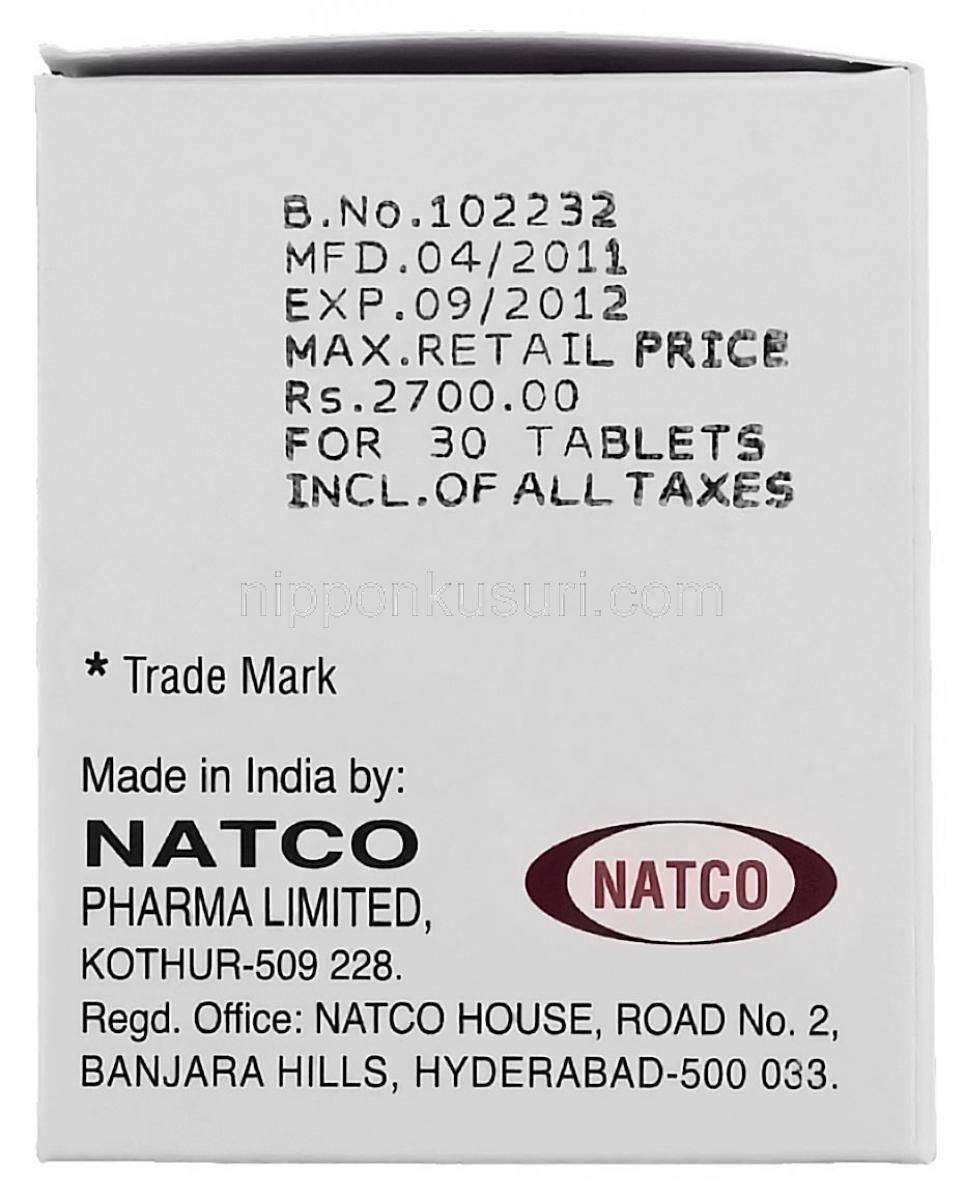 B.No.102232
MFD.04/2011
EXP.09/2012
MAX.RETAIL PRICE
Rs.2700.00
FOR 30 TABLETS
INCL.OF ALL TAXES
nipponkusuri.com
* Trade Mark
Made in India by:
NATCO
PHARMA LIMITED,
NATCO
KOTHUR-509 228.
Regd. Office: NATCO HOUSE, ROAD No. 2,
BANJARA HILLS, HYDERABAD-500 033.